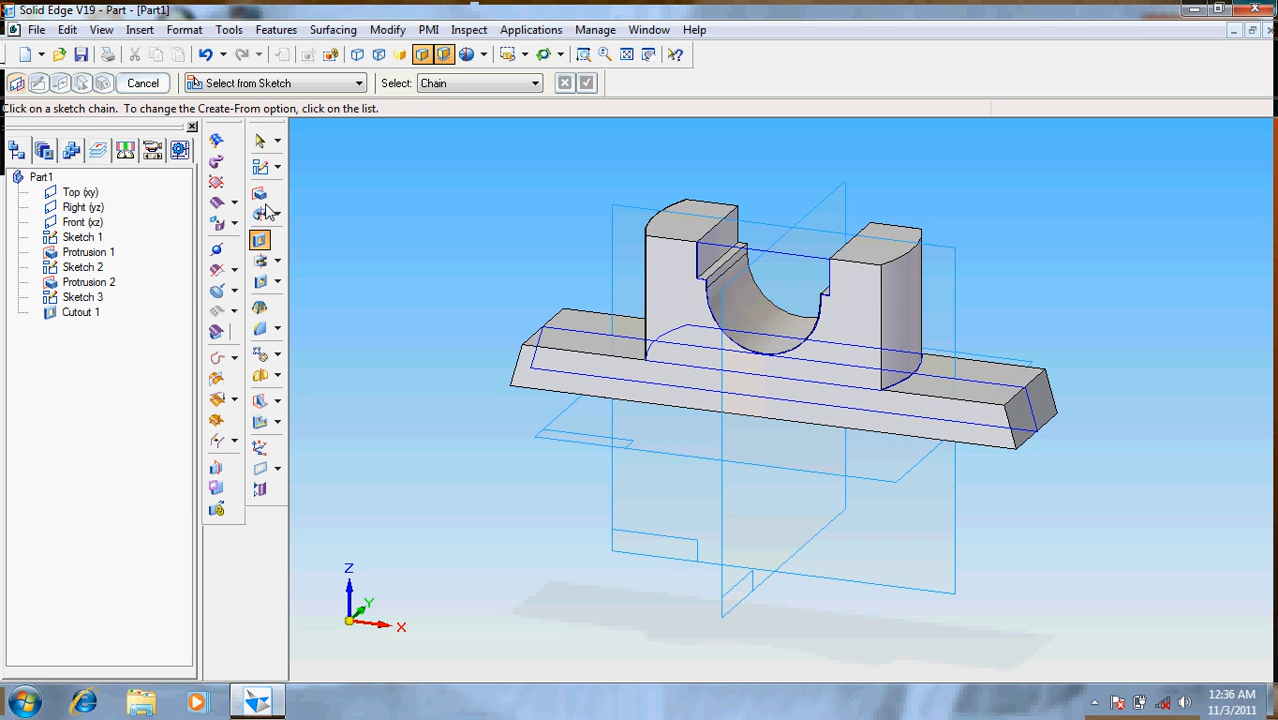 Solid Edge V19 - Part - [Part1]
File Edit View Insert Format Tools Features Surfacing Modify PMI Inspect Applications Manage Window Help
Cancel Select from Sketch Select: Chain
Click on a sketch chain. To change the Create-From option, click on the list.
Part1
Top (xy)
Right (yz)
Front (xz)
Sketch 1
Protrusion 1
Sketch 2
Protrusion 2
Sketch 3
Cutout 1
Z
Y
X
12:36 AM
11/3/2011